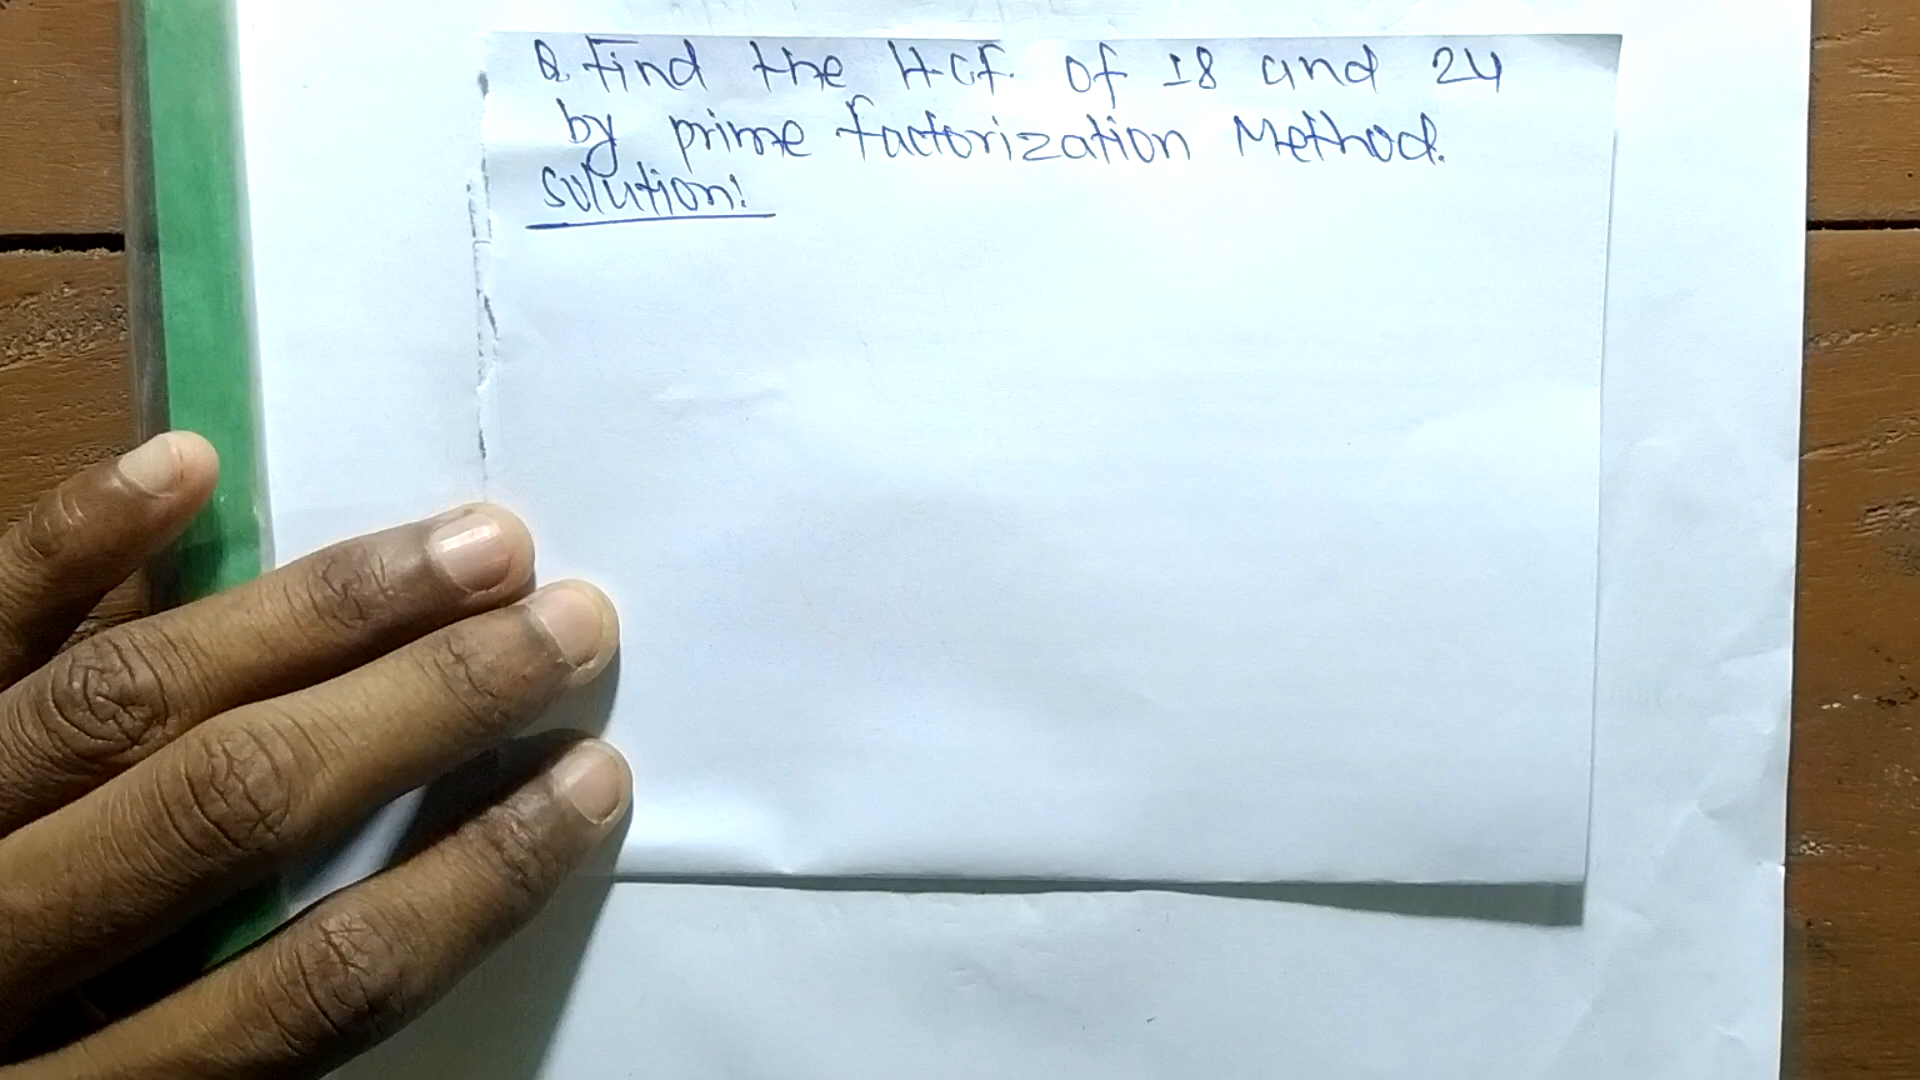 Q. Find the H.C.F. of 18 and 24
by prime factorization Method.
Solution: